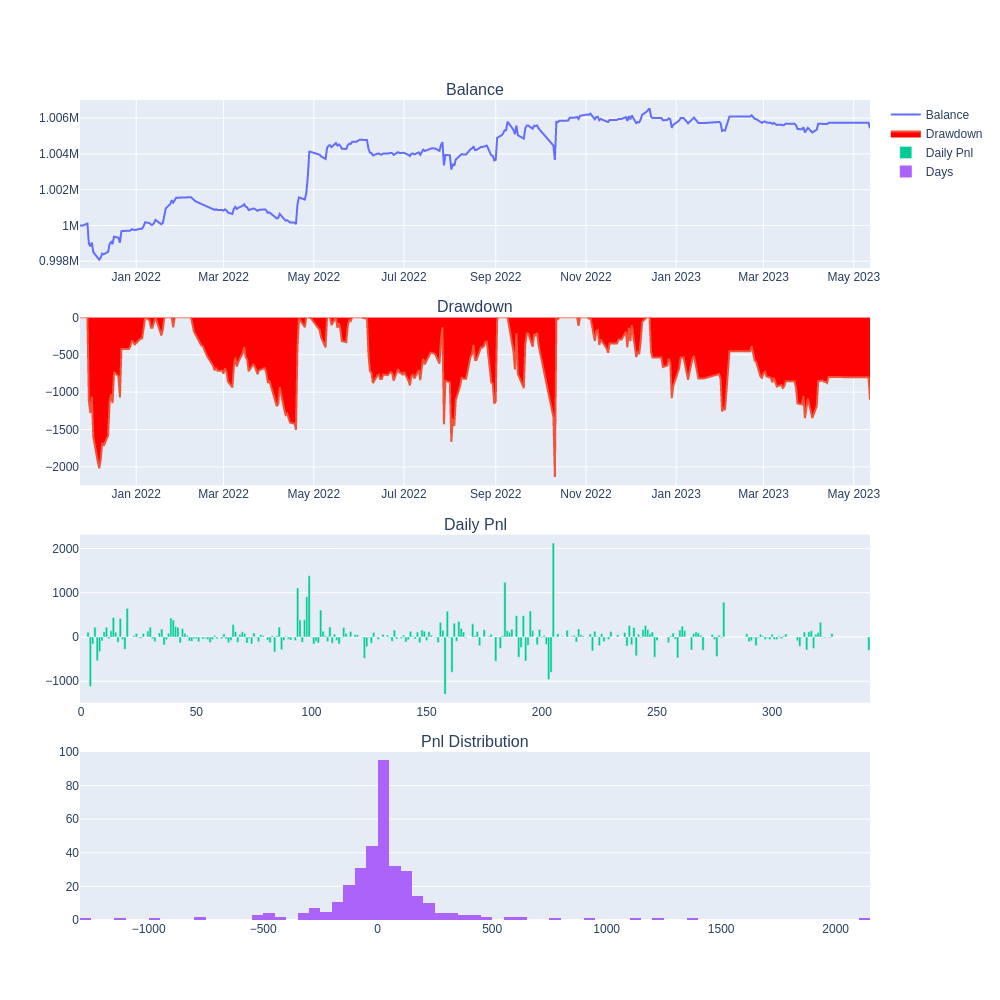 Balance
1.006M
1.004M
1.002M
1M
0.998M
Jan 2022 Mar 2022 May 2022 Jul 2022 Sep 2022 Nov 2022 Jan 2023 Mar 2023 May 2023
Balance
Drawdown
Daily Pnl
Days
Drawdown
0
−500
−1000
−1500
−2000
Jan 2022 Mar 2022 May 2022 Jul 2022 Sep 2022 Nov 2022 Jan 2023 Mar 2023 May 2023
Daily Pnl
2000
1000
0
−1000
0 50 100 150 200 250 300
Pnl Distribution
100
80
60
40
20
0
−1000 −500 0 500 1000 1500 2000